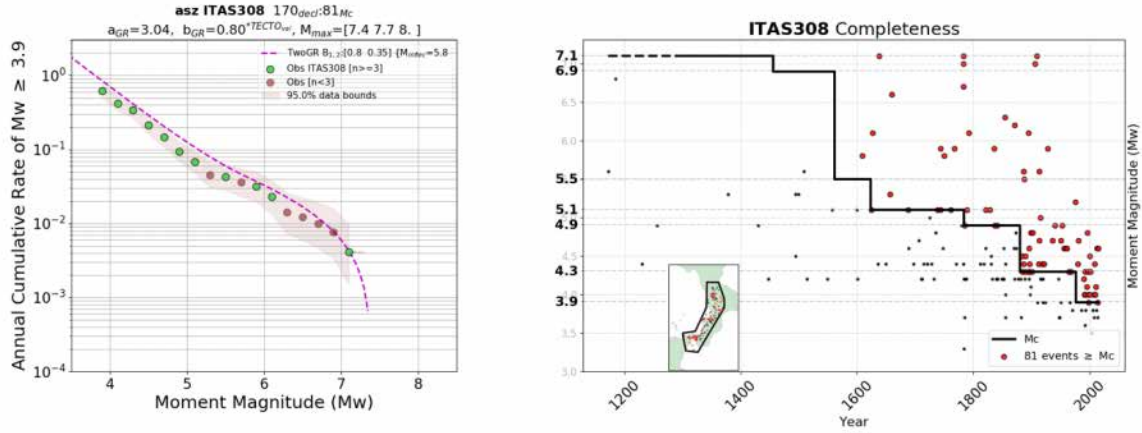 asz ITAS308 170decl:81Mc
aGR=3.04, bGR=0.80*TECTOver, Mmax=[7.4 7.7 8. ]
Annual Cumulative Rate of Mw ≥ 3.9
10⁰
10⁻¹
10⁻²
10⁻³
10⁻⁴
TwoGR B1,2:[0.8 0.35] {Minflec=5.8
Obs ITAS308 [n>=3]
Obs [n<3]
95.0% data bounds
4 5 6 7 8
Moment Magnitude (Mw)
ITAS308 Completeness
7.1
6.9
6.5
6.0
5.5
5.1
4.9
4.5
4.3
3.9
3.5
3.0
Moment Magnitude (Mw)
Mc
81 events ≥ Mc
1200 1400 1600 1800 2000
Year